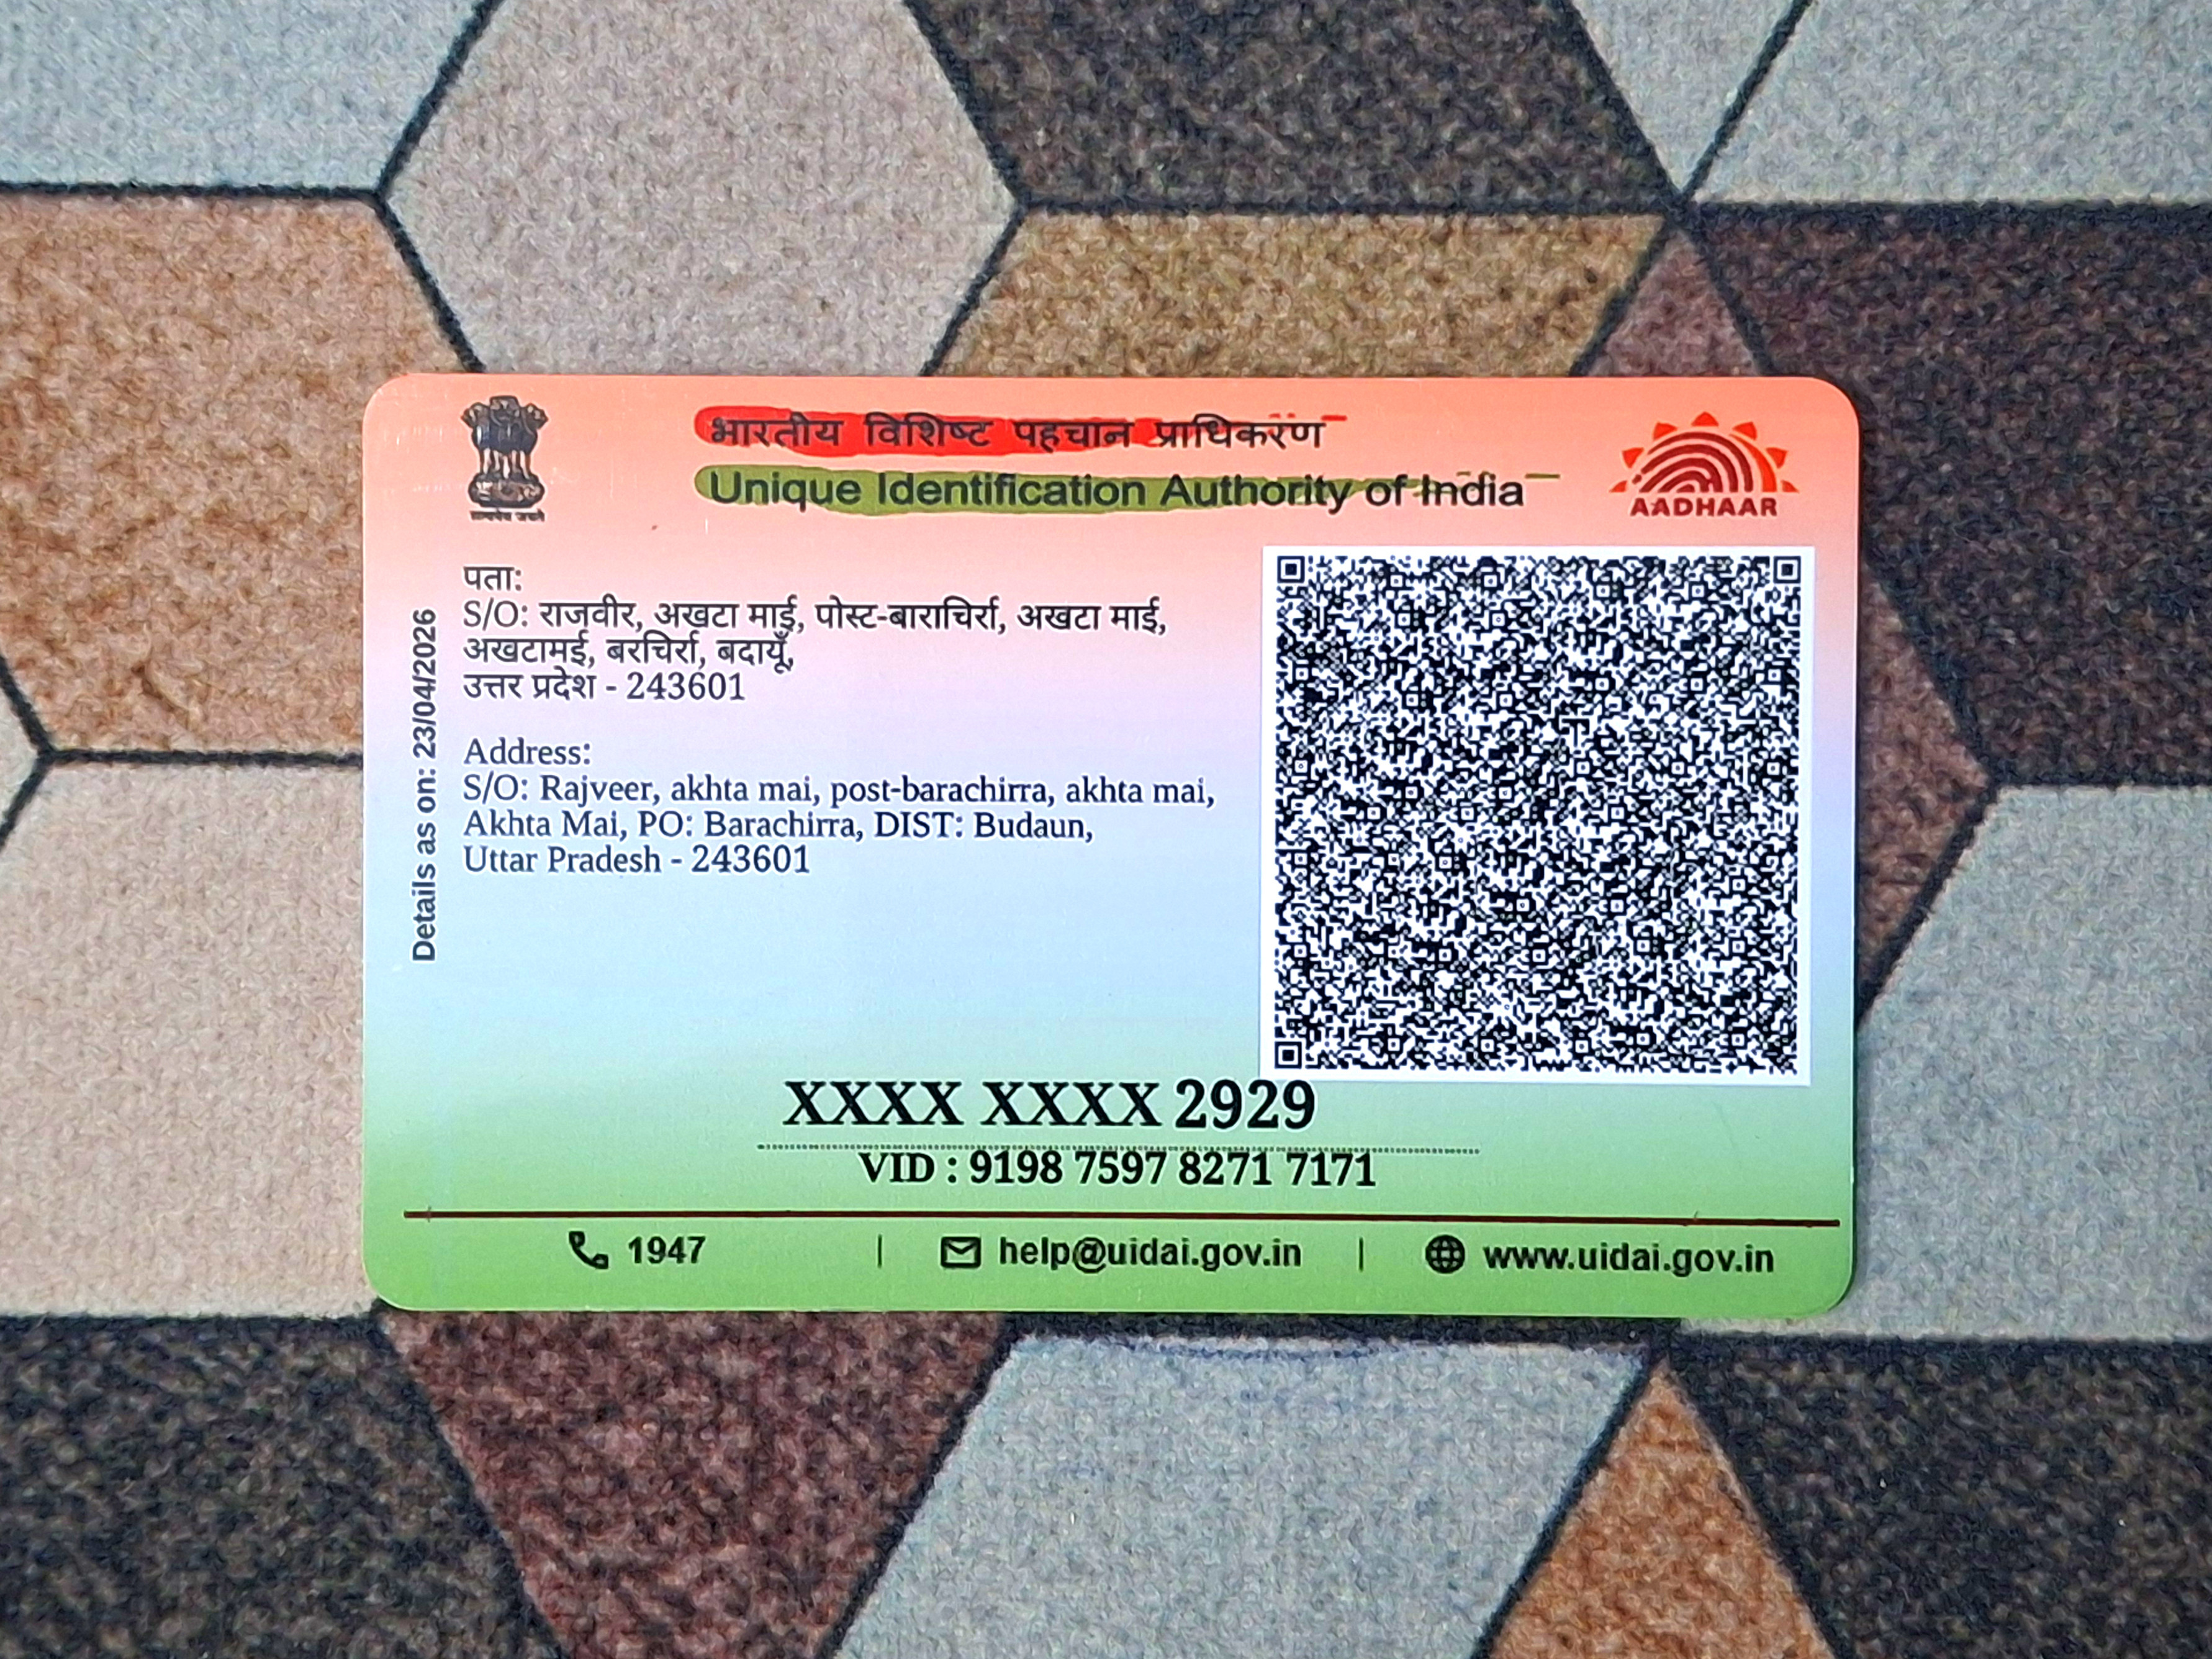 भारतीय विशिष्ट पहचान प्राधिकरण
Unique Identification Authority of India
AADHAAR
सत्यमेव जयते
Details as on: 23/04/2026
पता:
S/O: राजवीर, अखटा माई, पोस्ट-बाराचिर्रा, अखटा माई,
अखटामई, बरचिर्रा, बदायूँ,
उत्तर प्रदेश - 243601
Address:
S/O: Rajveer, akhta mai, post-barachirra, akhta mai,
Akhta Mai, PO: Barachirra, DIST: Budaun,
Uttar Pradesh - 243601
XXXX XXXX 2929
VID : 9198 7597 8271 7171
1947 | help@uidai.gov.in | www.uidai.gov.in